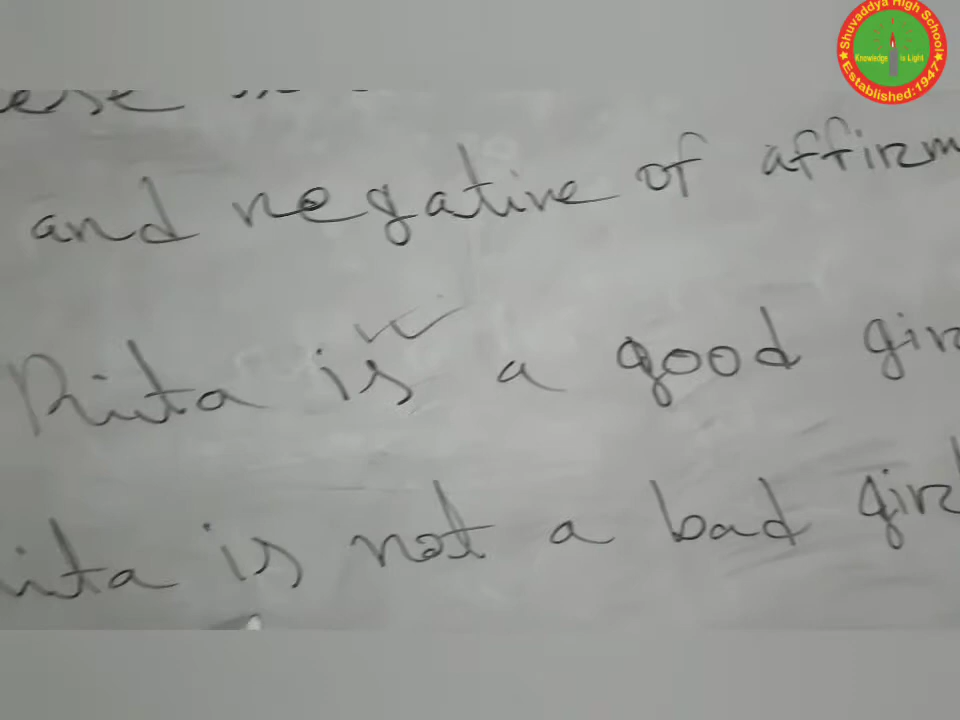 Shuvaddya High School
Knowledge is Light
Established:1947
and negative of affirm
Rita is a good gir
ita is not a bad girl